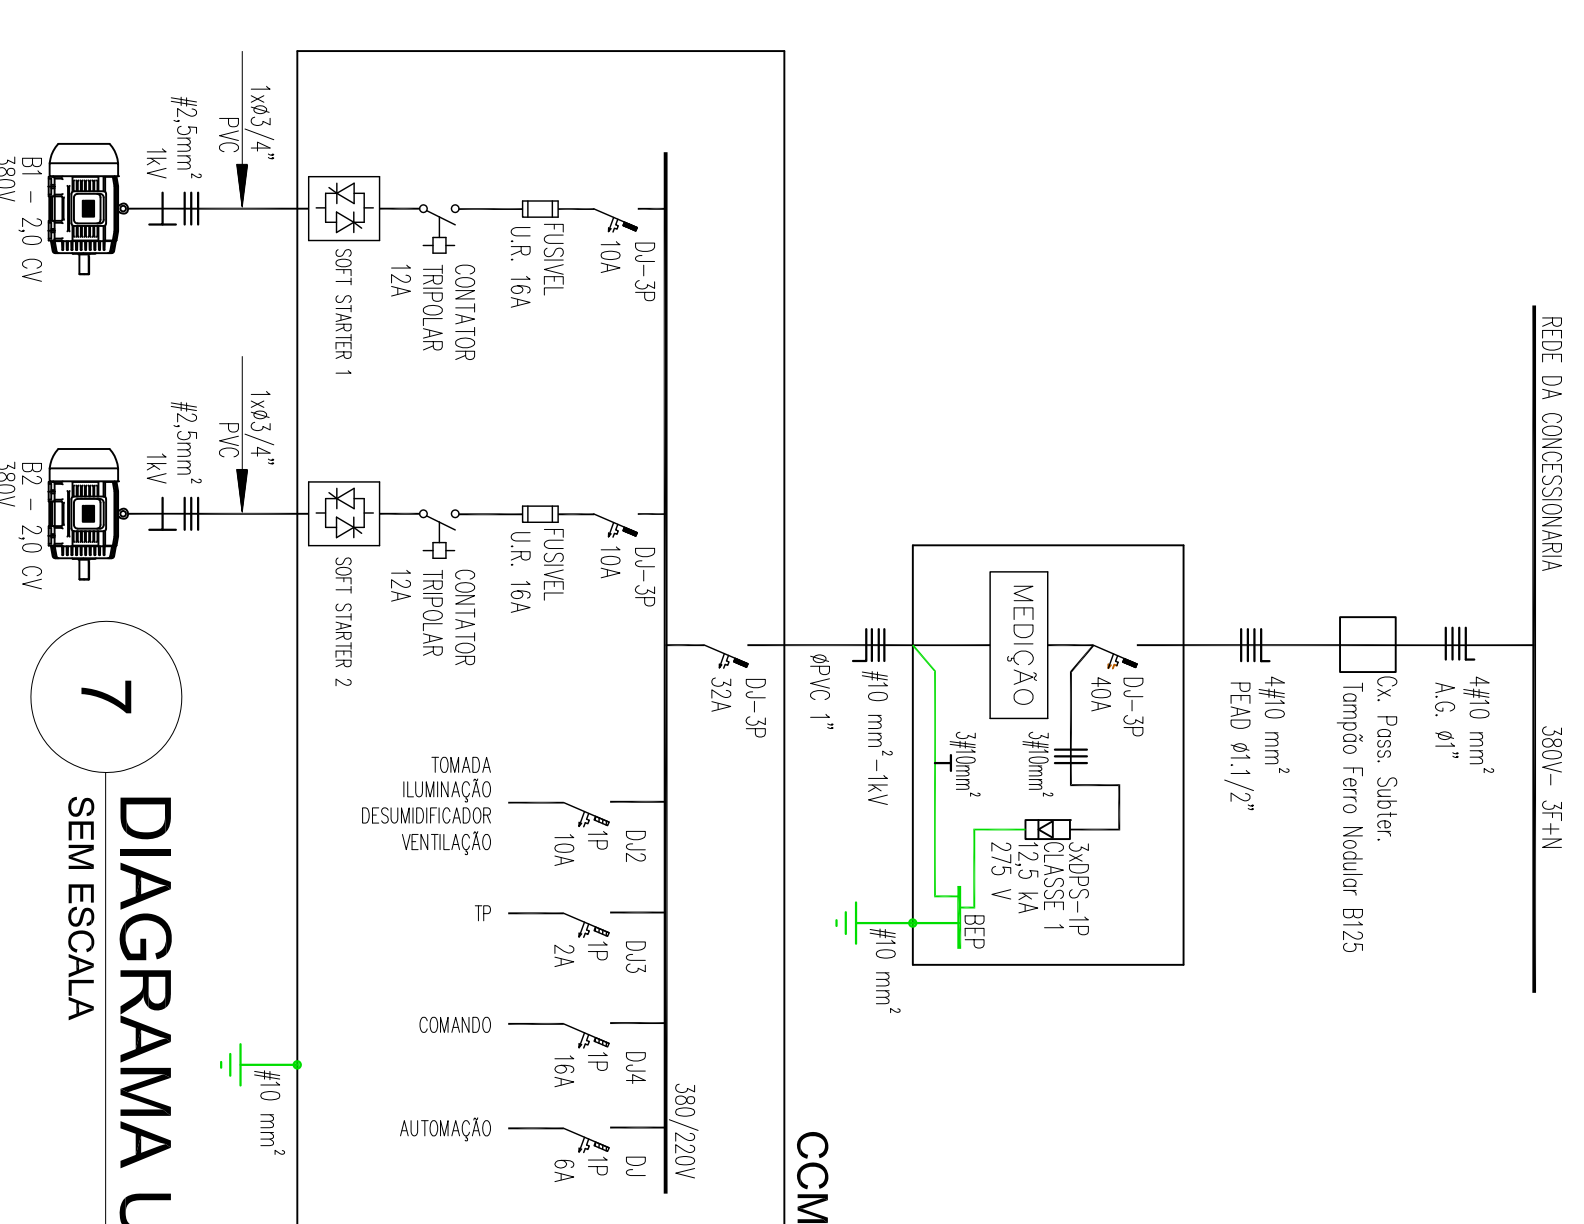 REDE DA CONCESSIONARIA
380V- 3F+N
4#10 mm²
A.G. ø1"
Cx. Pass. Subter.
Tampão Ferro Nodular B125
4#10 mm²
PEAD ø1.1/2"
DJ-3P
40A
MEDIÇÃO
3#10mm²
3#10mm²
3xDPS-1P
CLASSE 1
12,5 kA
275 V
BEP
#10 mm²
#10 mm²-1kV
øPVC 1"
CCM
DJ-3P
32A
380/220V
DJ-3P
10A
FUSIVEL
U.R. 16A
CONTATOR
TRIPOLAR
12A
SOFT STARTER 1
1xø3/4"
PVC
#2,5mm²
1kV
B1 - 2,0 CV
380V
DJ-3P
10A
FUSIVEL
U.R. 16A
CONTATOR
TRIPOLAR
12A
SOFT STARTER 2
1xø3/4"
PVC
#2,5mm²
1kV
B2 - 2,0 CV
380V
DJ2
1P
10A
TOMADA
ILUMINAÇÃO
DESUMIDIFICADOR
VENTILAÇÃO
DJ3
1P
2A
TP
DJ4
1P
16A
COMANDO
DJ
1P
6A
AUTOMAÇÃO
#10 mm²
7
DIAGRAMA U
SEM ESCALA